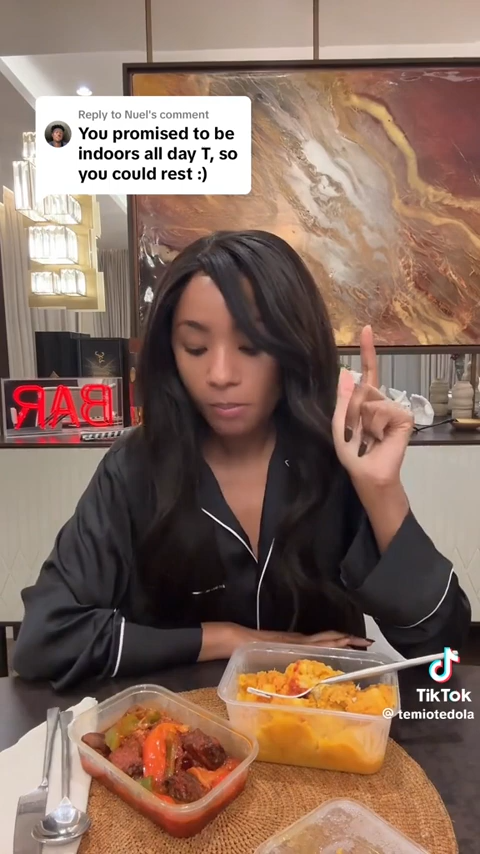 Reply to Nuel's comment
You promised to be
indoors all day T, so
you could rest :)
BAR
TikTok
@ temiotedola